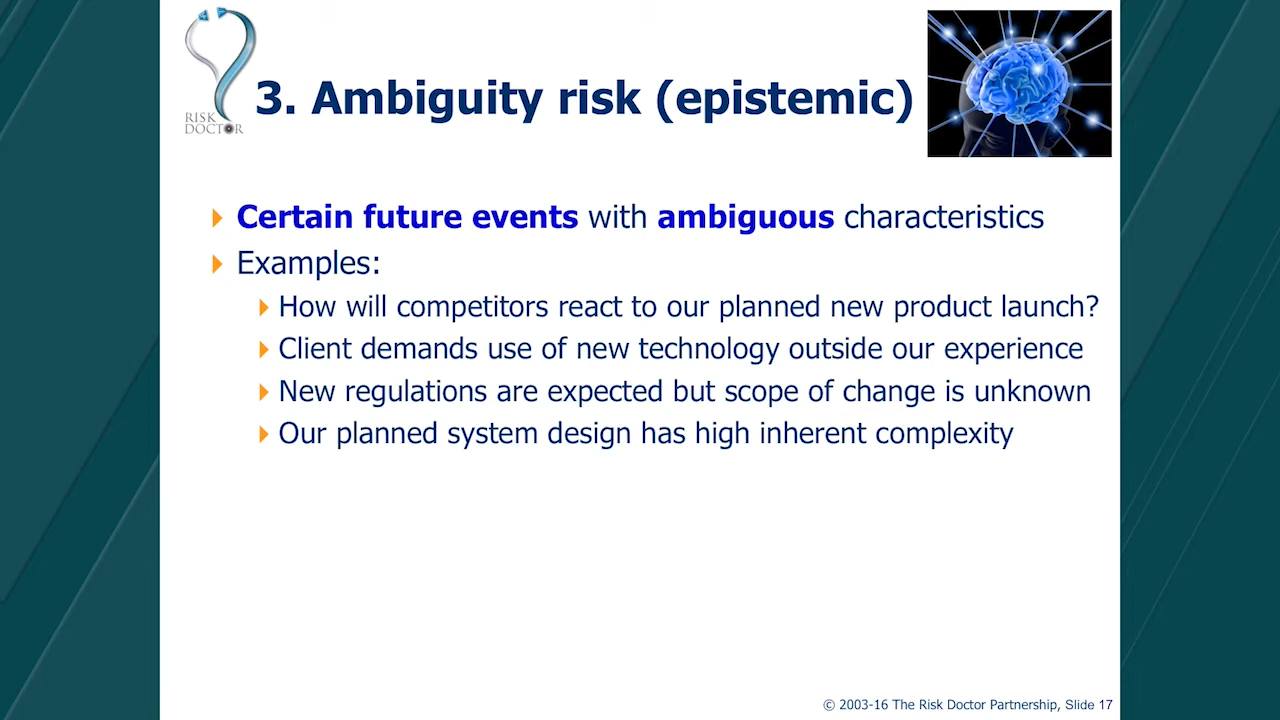 RISK
DOCTOR
3. Ambiguity risk (epistemic)
Certain future events with ambiguous characteristics
Examples:
How will competitors react to our planned new product launch?
Client demands use of new technology outside our experience
New regulations are expected but scope of change is unknown
Our planned system design has high inherent complexity
© 2003-16 The Risk Doctor Partnership, Slide 17